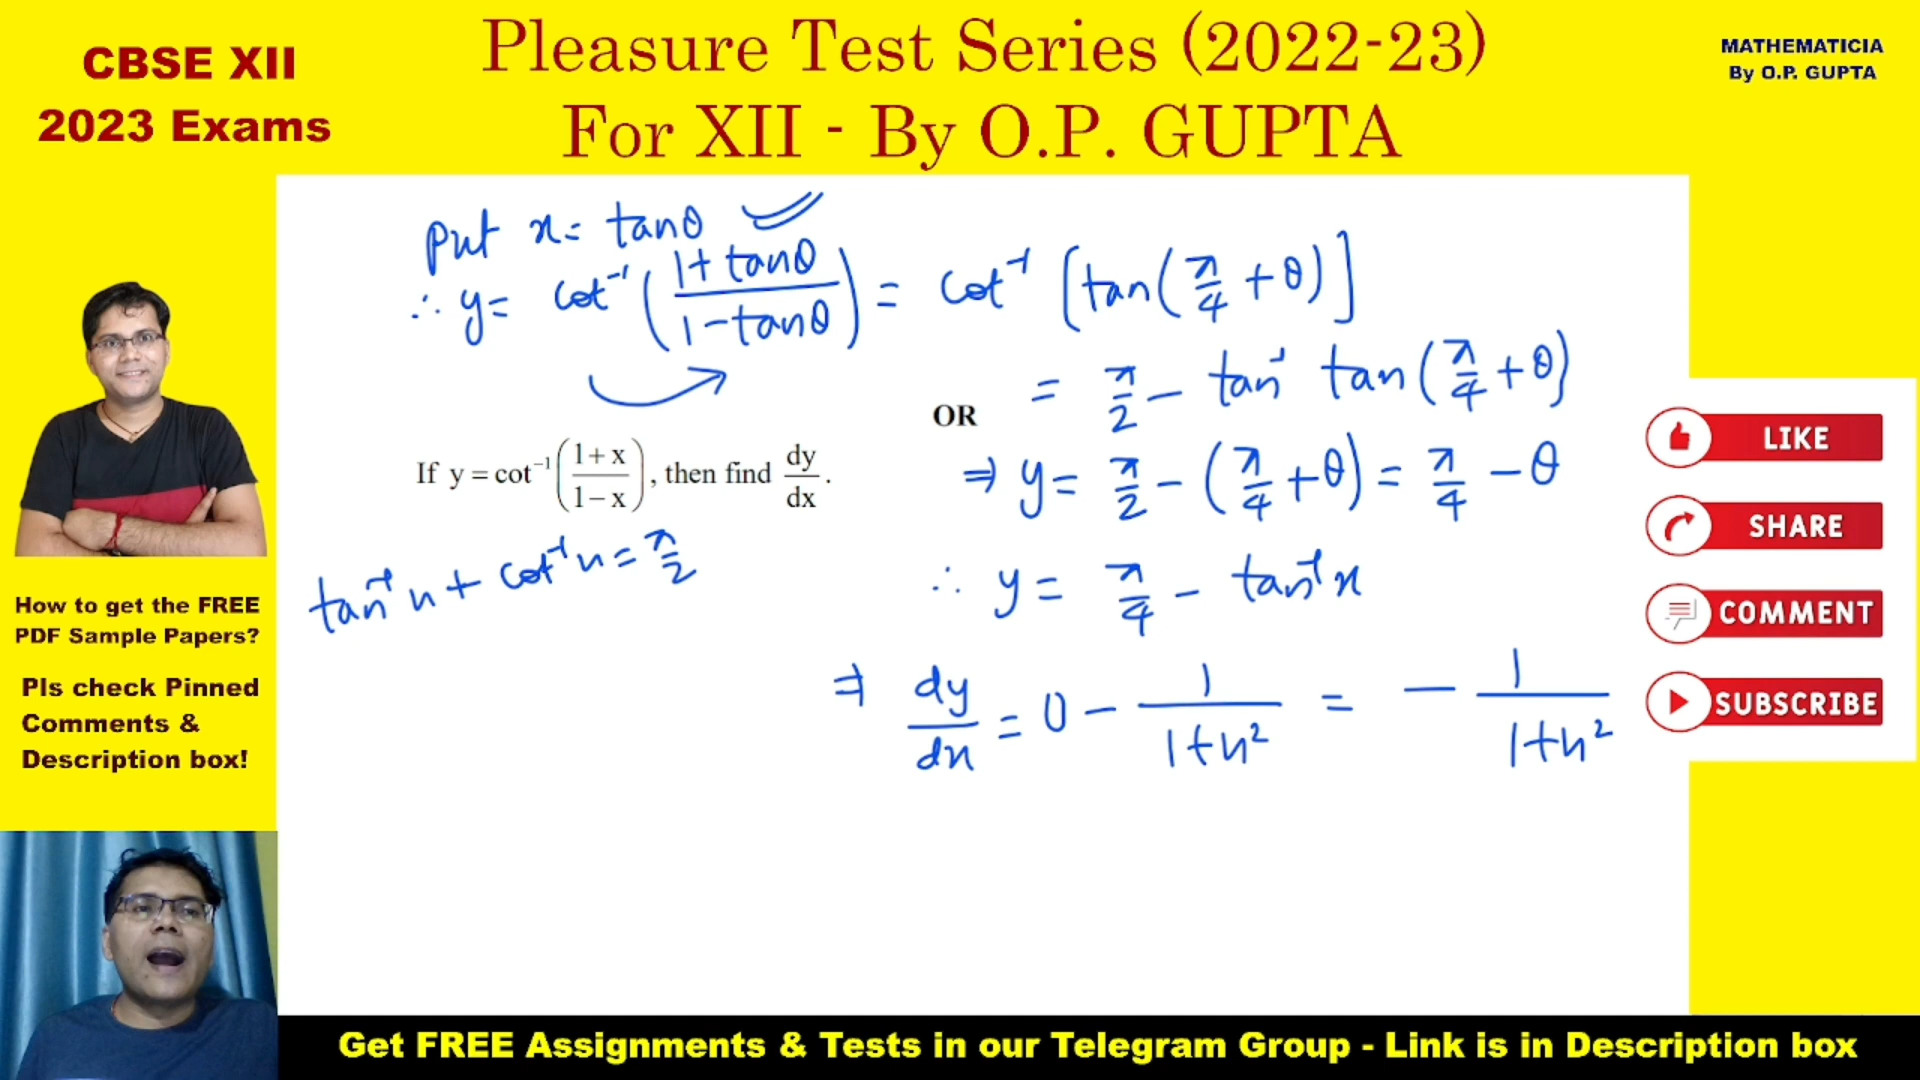 CBSE XII
2023 Exams
Pleasure Test Series (2022-23)
For XII - By O.P. GUPTA
MATHEMATICIA
By O.P. GUPTA
Put x = tanθ
∴ y = cot⁻¹ ( (1 + tanθ) / (1 - tanθ) ) = cot⁻¹ [tan(π/4 + θ)]
= π/2 - tan⁻¹ tan(π/4 + θ)
OR
If y = cot⁻¹ ( (1+x) / (1-x) ), then find dy/dx.
⇒ y = π/2 - (π/4 + θ) = π/4 - θ
tan⁻¹x + cot⁻¹x = π/2
∴ y = π/4 - tan⁻¹x
⇒ dy/dx = 0 - 1/(1+x²) = - 1/(1+x²)
LIKE
SHARE
COMMENT
SUBSCRIBE
How to get the FREE
PDF Sample Papers?
Pls check Pinned
Comments &
Description box!
Get FREE Assignments & Tests in our Telegram Group - Link is in Description box